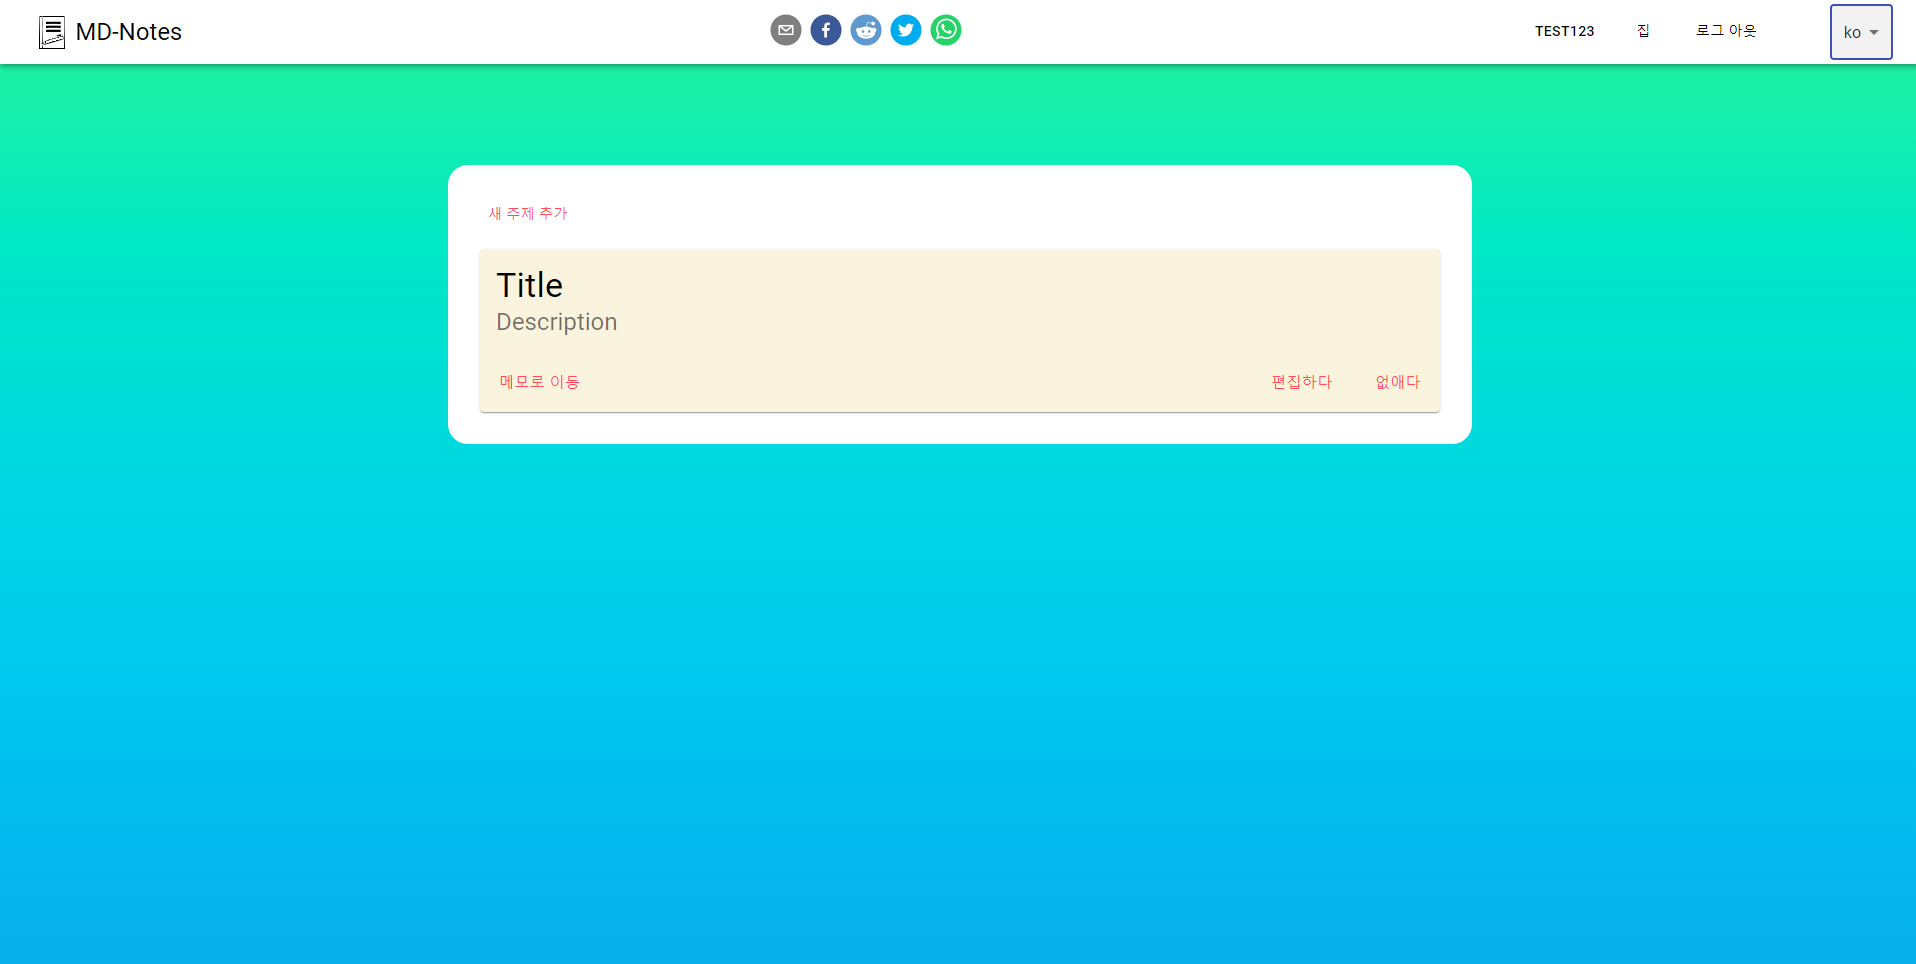 MD-Notes
TEST123 집 로그 아웃 ko
새 주제 추가
Title
Description
메모로 이동 편집하다 없애다